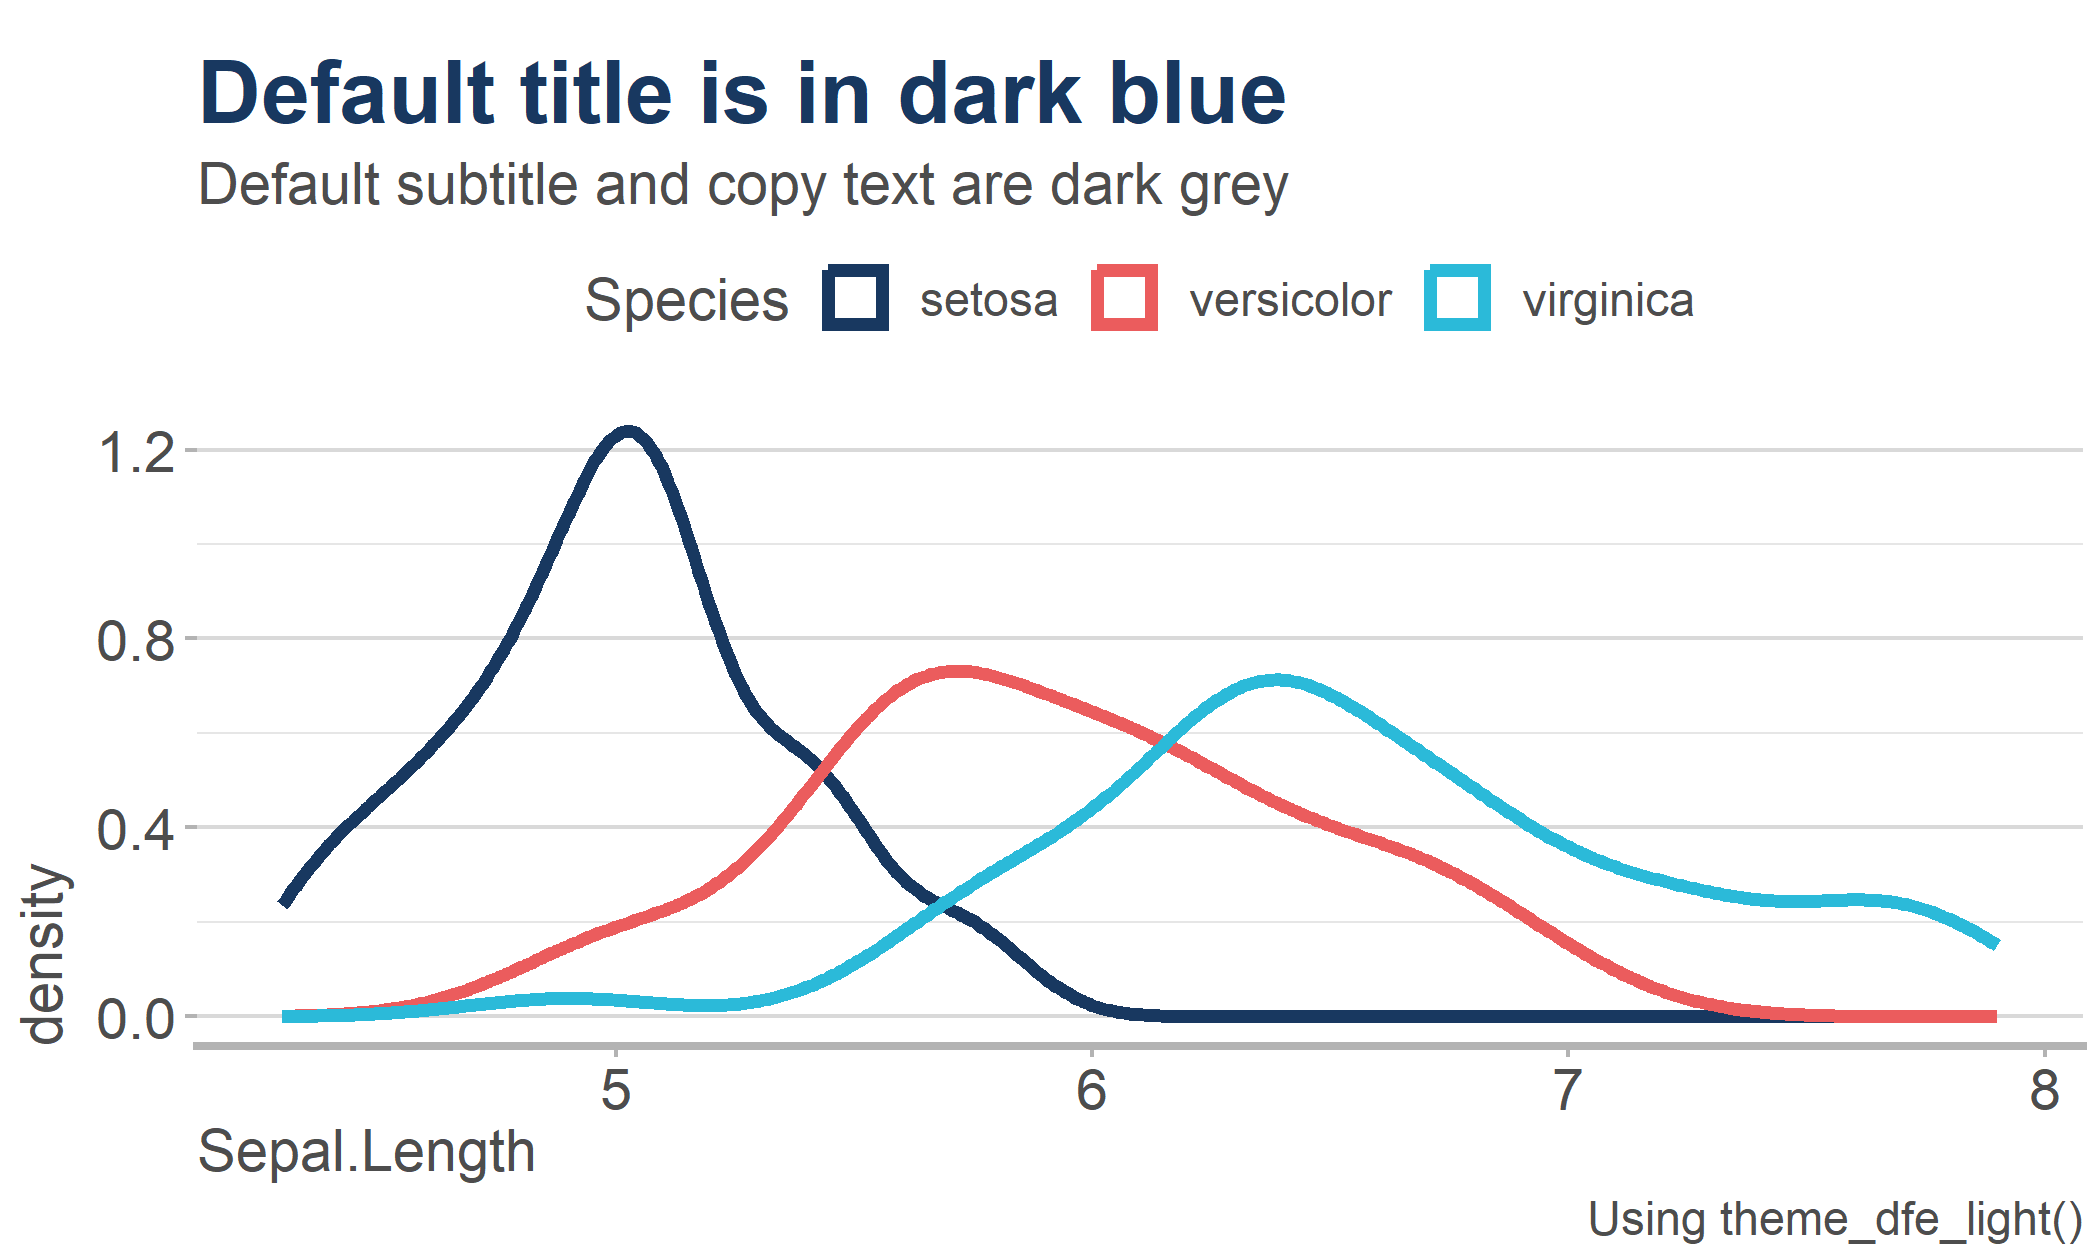 Default title is in dark blue
Default subtitle and copy text are dark grey
Species setosa versicolor virginica
1.2
0.8
0.4
0.0
density
5 6 7 8
Sepal.Length
Using theme_dfe_light()